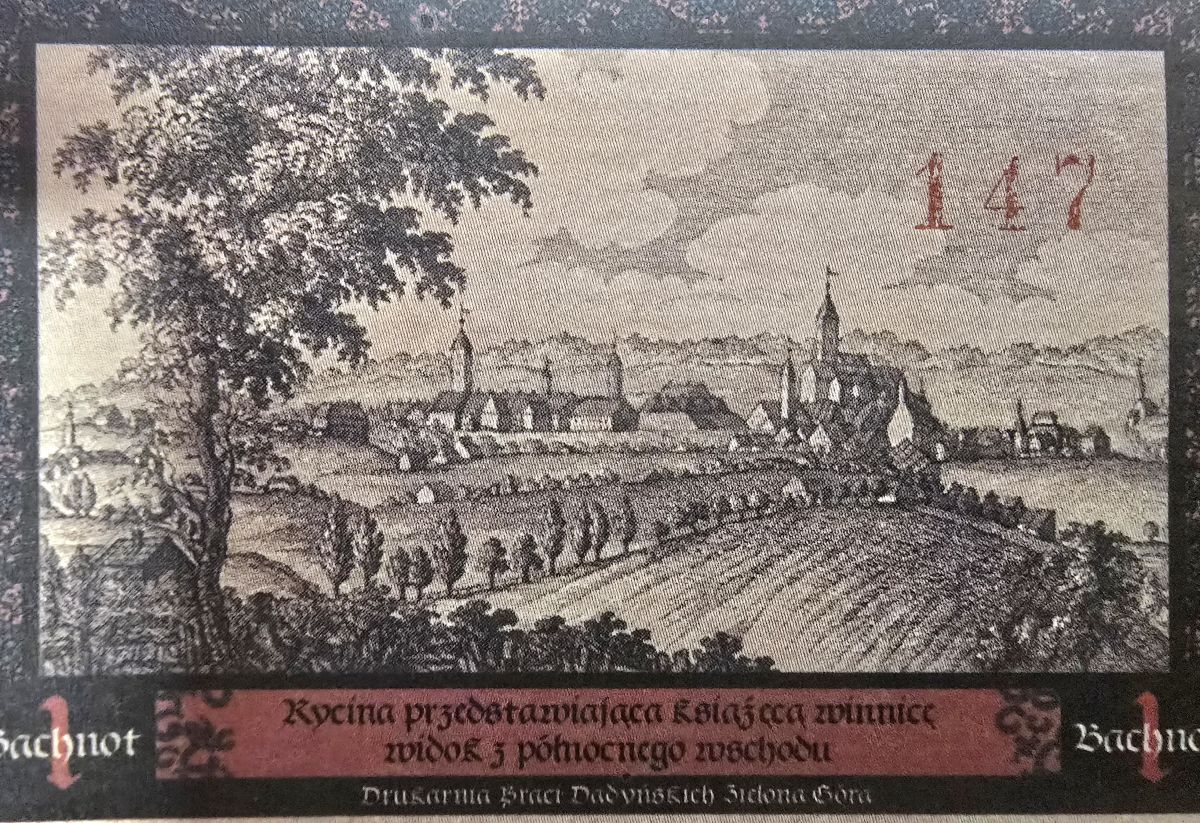 147
Rycina przedstawiająca książęcą winnicę
widok z północnego wschodu
1 Bachnot
1 Bachno
Drukarnia Braci Dadyńskich Zielona Góra